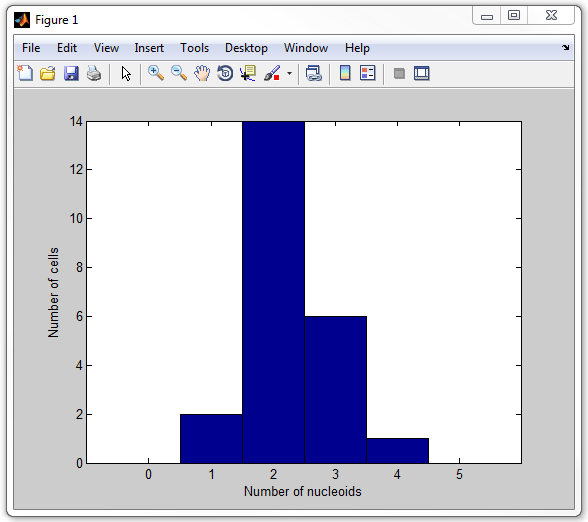 Figure 1
File Edit View Insert Tools Desktop Window Help
14
12
10
8
6
4
2
0
Number of cells
0 1 2 3 4 5
Number of nucleoids